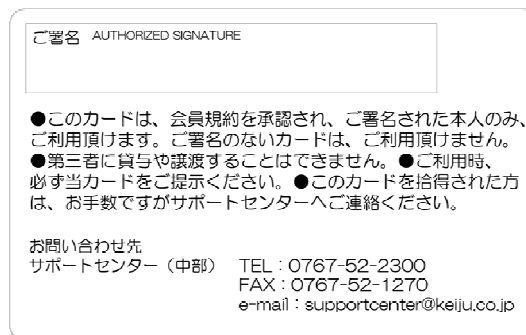 ご署名 AUTHORIZED SIGNATURE
●このカードは、会員規約を承認され、ご署名された本人のみ、
ご利用頂けます。ご署名のないカードは、ご利用頂けません。
●第三者に貸与や譲渡することはできません。●ご利用時、
必ず当カードをご提示ください。●このカードを拾得された方
は、お手数ですがサポートセンターへご連絡ください。
お問い合わせ先
サポートセンター（中部） TEL：0767-52-2300
FAX：0767-52-1270
e-mail：supportcenter@keiju.co.jp